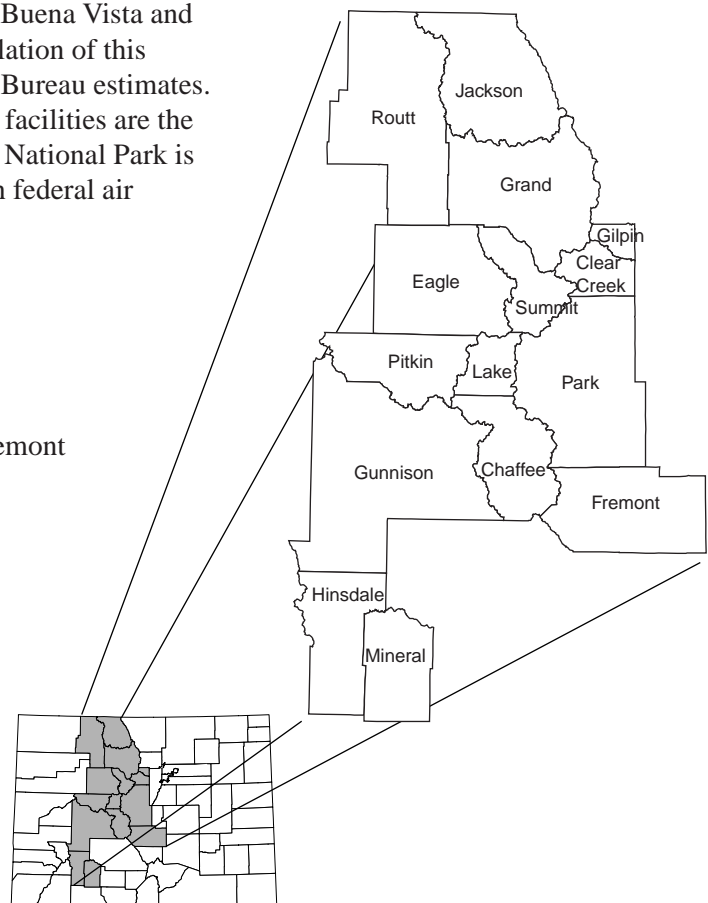 Buena Vista and
lation of this
Bureau estimates.
facilities are the
National Park is
n federal air
emont
Jackson
Routt
Grand
Gilpin
Clear
Creek
Eagle
Summit
Pitkin
Lake
Park
Gunnison
Chaffee
Fremont
Hinsdale
Mineral